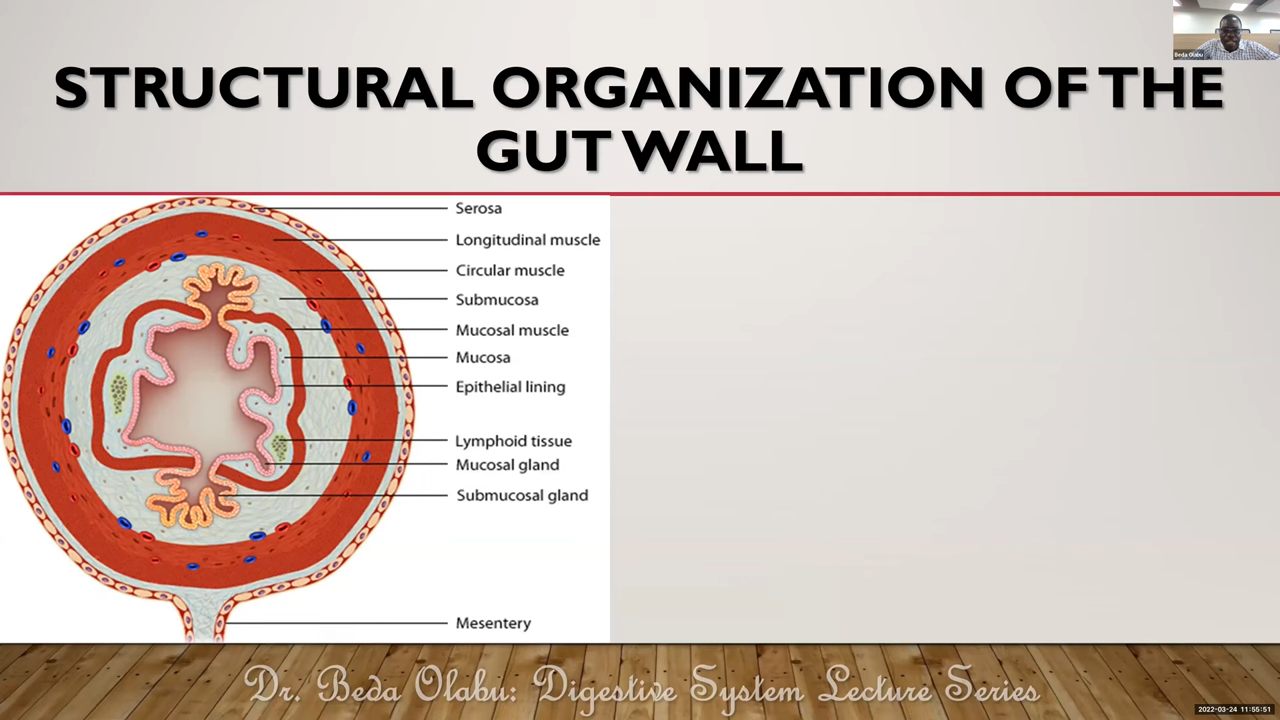 Beda Olabu
STRUCTURAL ORGANIZATION OF THE
GUT WALL
Serosa
Longitudinal muscle
Circular muscle
Submucosa
Mucosal muscle
Mucosa
Epithelial lining
Lymphoid tissue
Mucosal gland
Submucosal gland
Mesentery
Dr. Beda Olabu: Digestive System Lecture Series
2022-03-24 11:55:51